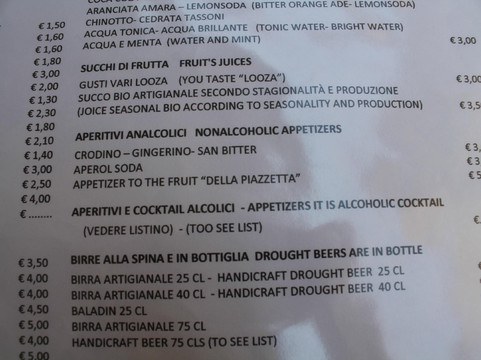 ARANCIATA AMARA – LEMONSODA (BITTER ORANGE ADE- LEMONSODA)
€ 1,50 CHINOTTO- CEDRATA TASSONI
€ 1,60 ACQUA TONICA- ACQUA BRILLANTE (TONIC WATER- BRIGHT WATER)
€ 1,60 ACQUA E MENTA (WATER AND MINT) € 3,00
€ 1,80
€ 3,00 SUCCHI DI FRUTTA FRUIT'S JUICES
€ 2,00 GUSTI VARI LOOZA (YOU TASTE "LOOZA") € 3,00
€ 1,30 SUCCO BIO ARTIGIANALE SECONDO STAGIONALITÀ E PRODUZIONE
€ 2,30 (JOICE SEASONAL BIO ACCORDING TO SEASONALITY AND PRODUCTION) € 3,5
€ 1,80
€ 2,10 APERITIVI ANALCOLICI NONALCOHOLIC APPETIZERS
€ 1,40 CRODINO – GINGERINO- SAN BITTER € 3,
€ 3,00 APEROL SODA € 3,
€ 2,50 APPETIZER TO THE FRUIT "DELLA PIAZZETTA" € 5
€ 4,00
€ ........ APERITIVI E COCKTAIL ALCOLICI - APPETIZERS IT IS ALCOHOLIC COCKTAIL
(VEDERE LISTINO) - (TOO SEE LIST) €
€ 3,50 BIRRE ALLA SPINA E IN BOTTIGLIA DROUGHT BEERS ARE IN BOTTLE
€ 4,00 BIRRA ARTIGIANALE 25 CL - HANDICRAFT DROUGHT BEER 25 CL
€ 4,00 BIRRA ARTIGIANALE 40 CL - HANDICRAFT DROUGHT BEER 40 CL
€ 4,50 BALADIN 25 CL
€ 5,00 BIRRA ARTIGIANALE 75 CL
€ 4,00 HANDICRAFT BEER 75 CLS (TO SEE LIST)
€ 5,00